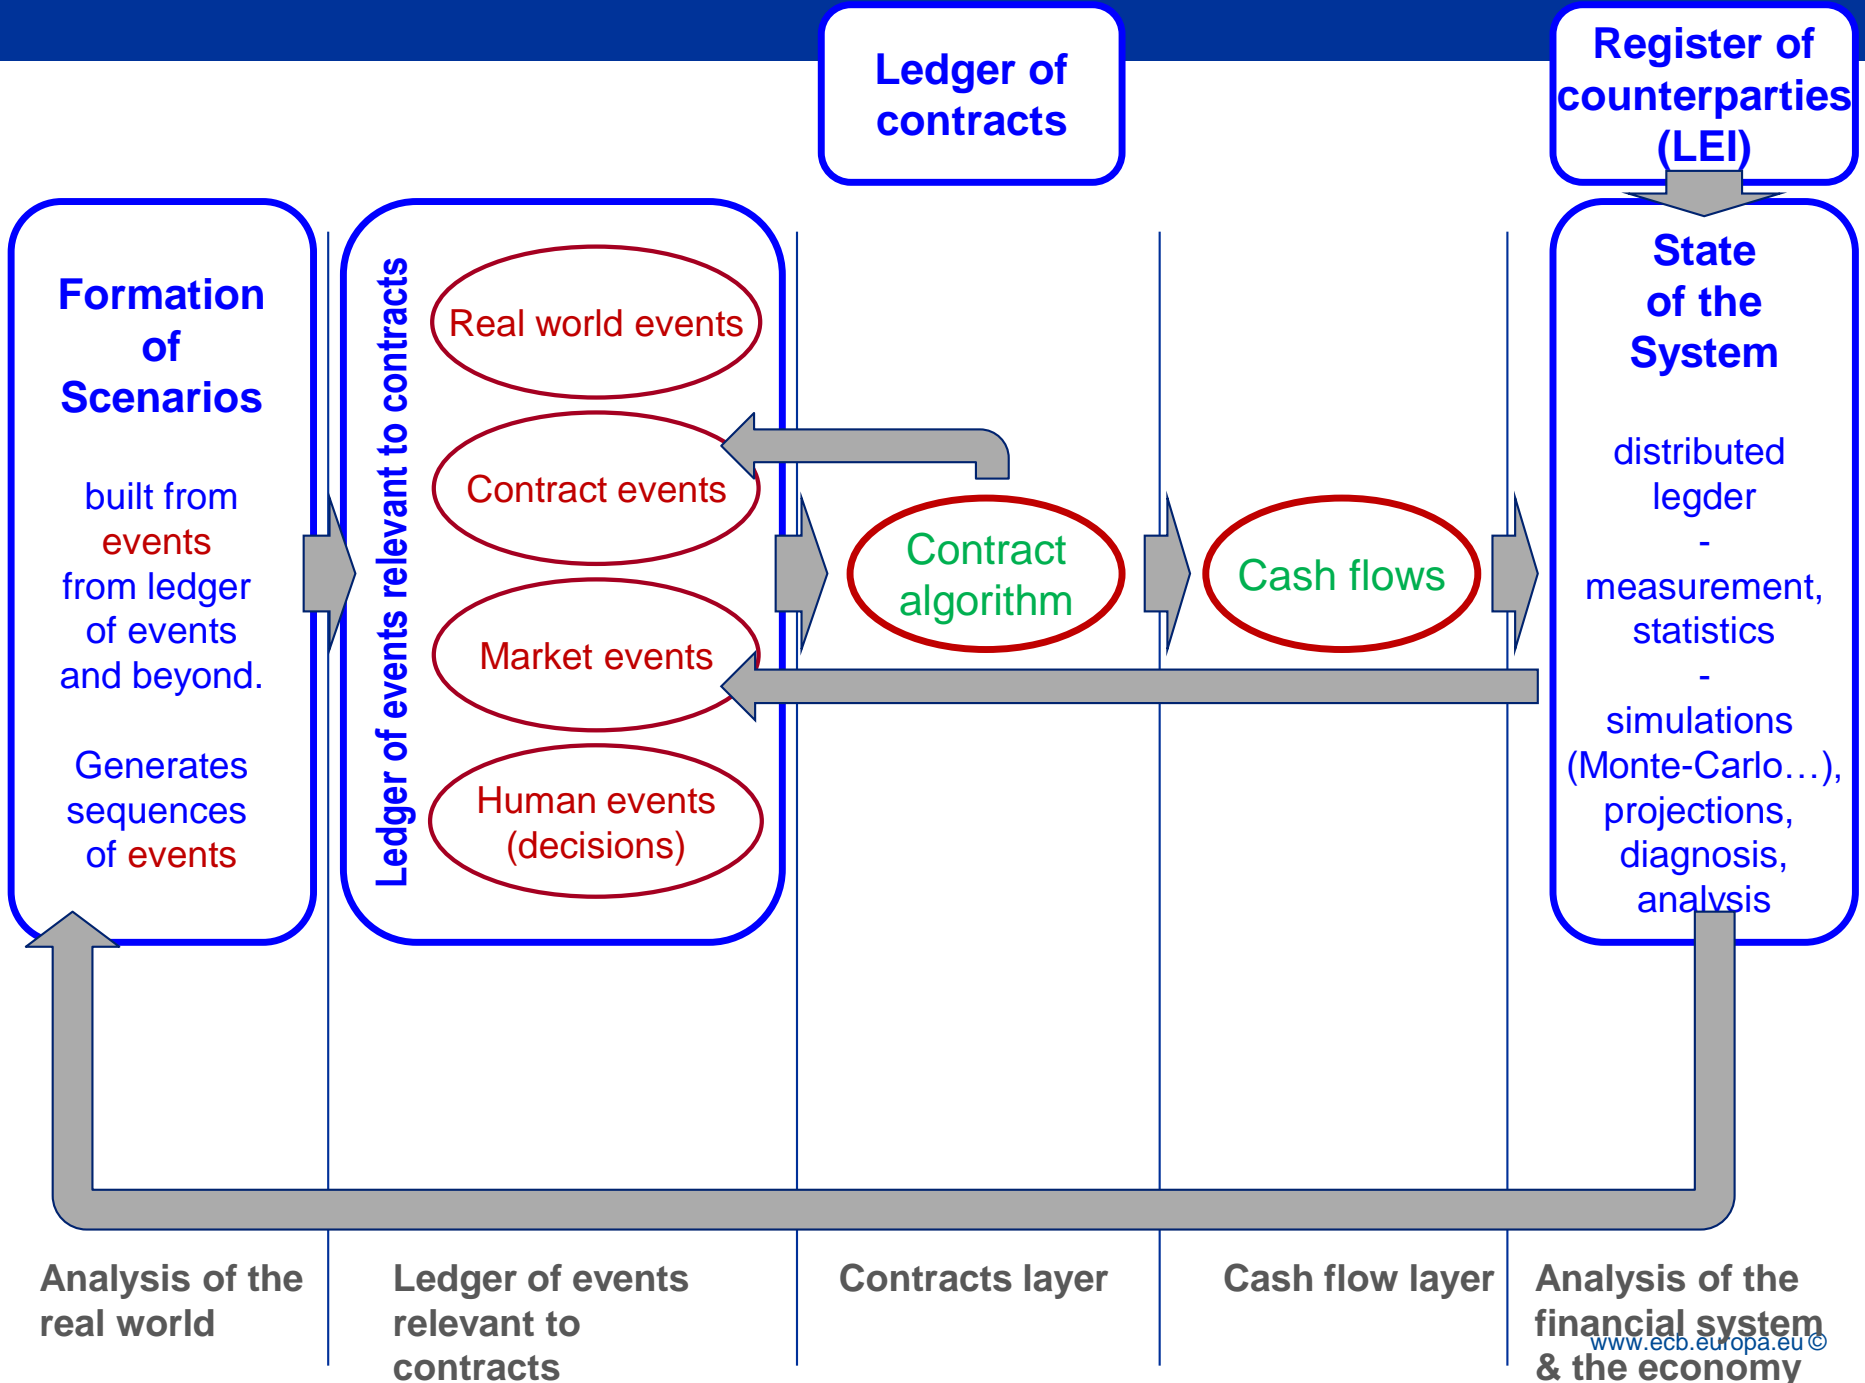 Ledger of
contracts
Register of
counterparties
(LEI)
Formation
of
Scenarios
built from
events
from ledger
of events
and beyond.
Generates
sequences
of events
Ledger of events relevant to contracts
Real world events
Contract events
Market events
Human events
(decisions)
Contract
algorithm
Cash flows
State
of the
System
distributed
legder
-
measurement,
statistics
-
simulations
(Monte-Carlo…),
projections,
diagnosis,
analysis
Analysis of the
real world
Ledger of events
relevant to
contracts
Contracts layer
Cash flow layer
Analysis of the
financial system
& the economy
www.ecb.europa.eu ©